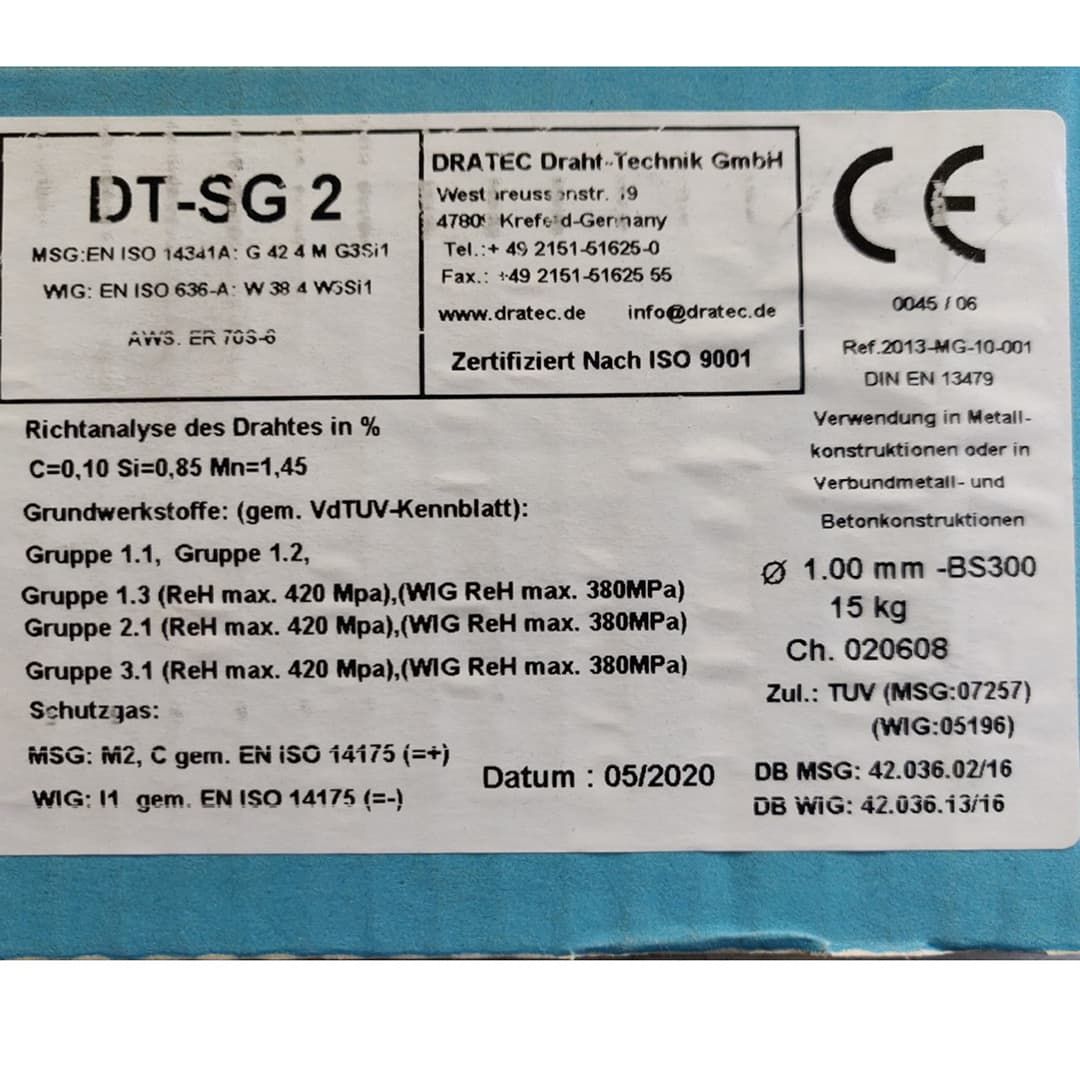 DT-SG 2
MSG:EN ISO 14341A: G 42 4 M G3Si1
WIG: EN ISO 636-A: W 38 4 W3Si1
AWS. ER 70S-6
DRATEC Draht-Technik GmbH
47809 Krefeld-Germany
Tel.:+ 49 2151-51625-0
Fax.: +49 2151-51625 55
www.dratec.de info@dratec.de
Zertifiziert Nach ISO 9001
CE
0045 / 06
Ref.2013-MG-10-001
DIN EN 13479
Verwendung in Metall-
konstruktionen oder in
Verbundmetall- und
Betonkonstruktionen
Richtanalyse des Drahtes in %
C=0,10 Si=0,85 Mn=1,45
Grundwerkstoffe: (gem. VdTUV-Kennblatt):
Gruppe 1.1, Gruppe 1.2,
Gruppe 1.3 (ReH max. 420 Mpa),(WIG ReH max. 380MPa)
Gruppe 2.1 (ReH max. 420 Mpa),(WIG ReH max. 380MPa)
Gruppe 3.1 (ReH max. 420 Mpa),(WIG ReH max. 380MPa)
Schutzgas:
MSG: M2, C gem. EN ISO 14175 (=+)
WIG: I1 gem. EN ISO 14175 (=-)
Datum : 05/2020
Ø 1.00 mm -BS300
15 kg
Ch. 020608
Zul.: TUV (MSG:07257)
(WIG:05196)
DB MSG: 42.036.02/16
DB WIG: 42.036.13/16